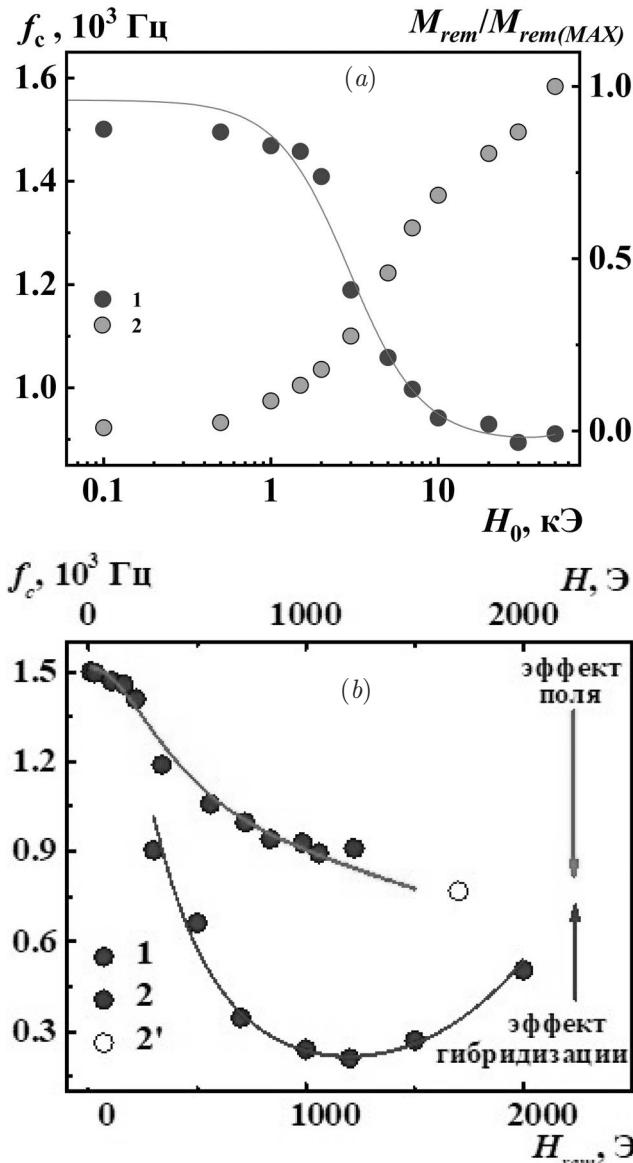 f_c, 10^3 Гц
M_rem/M_rem(MAX)
(a)
1.6
1.4
1.2
1.0
1.0
0.5
0.0
1
2
0.1 1 10
H_0, кЭ
f_c, 10^3 Гц
H, Э
0 1000 2000
(b)
1.5
1.2
0.9
0.6
0.3
эффект
поля
1
2
2'
эффект
гибридизации
0 1000 2000
H_rem, Э